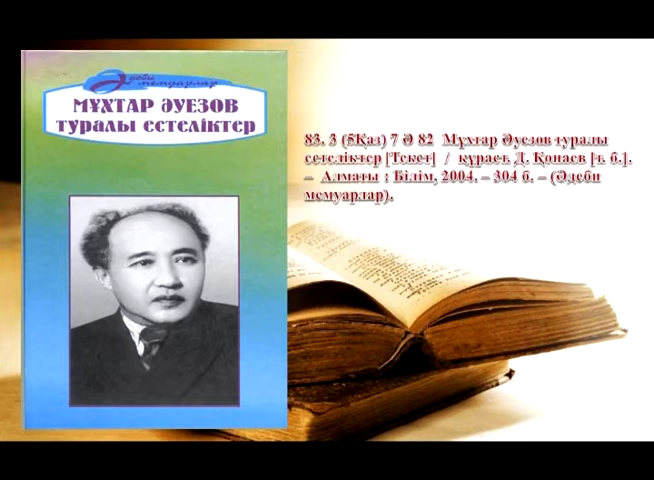 Әдеби
мемуарлар
МҰХТАР ӘУЕЗОВ
туралы естеліктер
83. 3 (5Қаз) 7 Ә 82 Мұхтар Әуезов туралы
естеліктер [Текст] / құраст. Д. Қонаев [ж. б.].
– Алматы : Білім, 2004. – 304 б. – (Әдеби
мемуарлар).